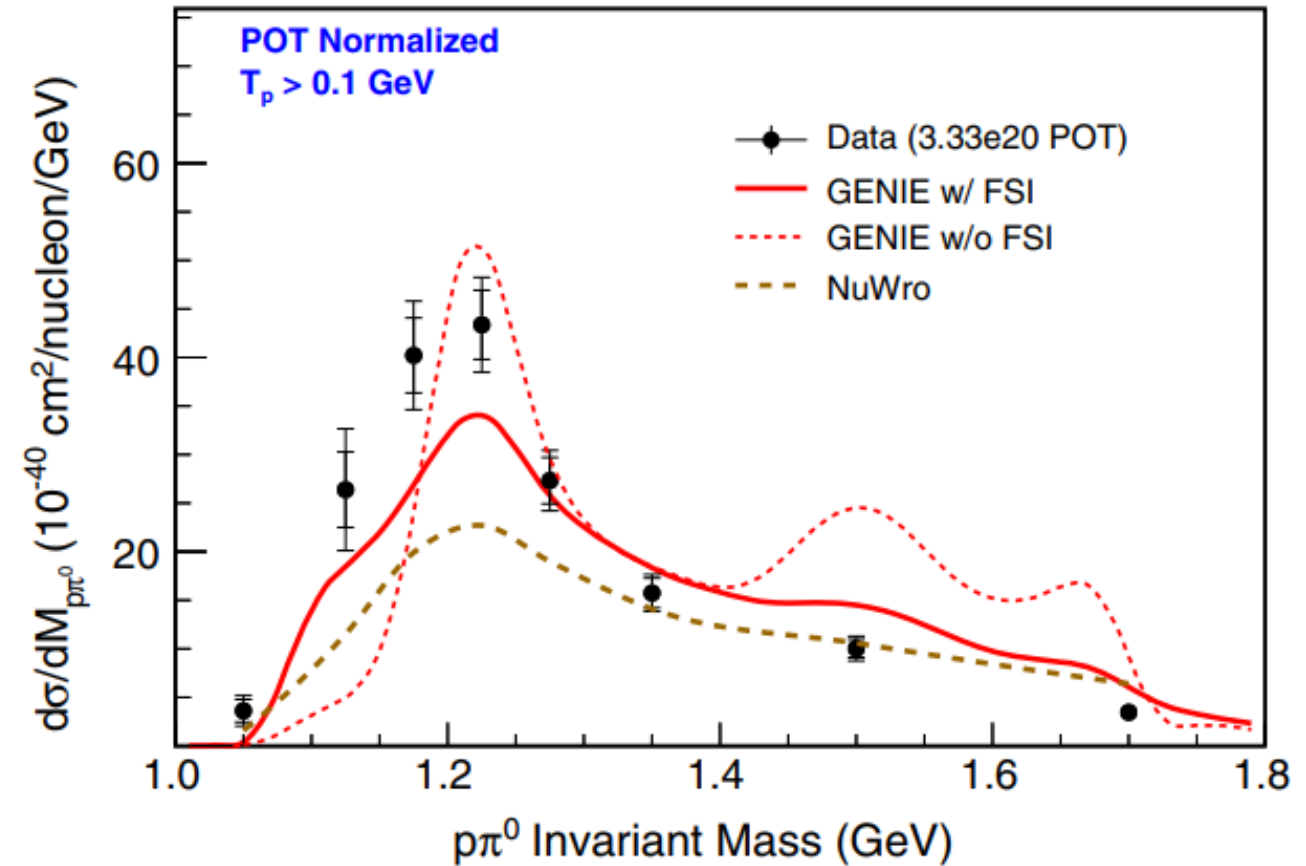 POT Normalized
Tₚ > 0.1 GeV
Data (3.33e20 POT)
GENIE w/ FSI
GENIE w/o FSI
NuWro
dσ/dM_pπ⁰ (10⁻⁴⁰ cm²/nucleon/GeV)
60
40
20
1.0 1.2 1.4 1.6 1.8
pπ⁰ Invariant Mass (GeV)